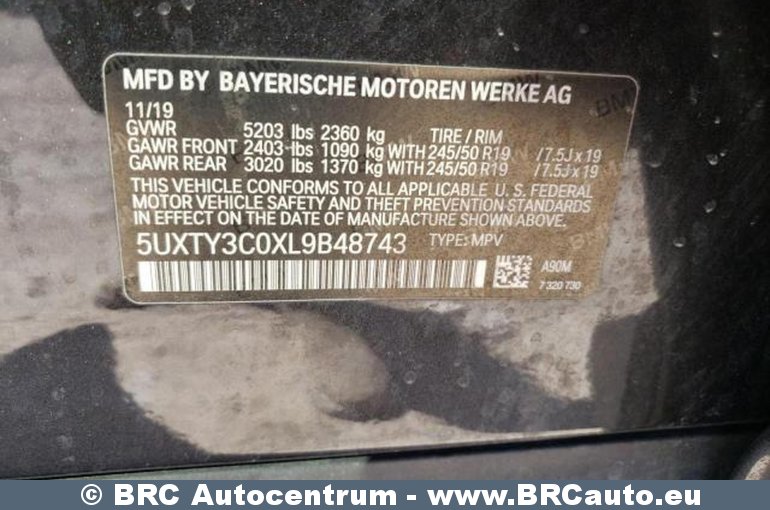 MFD BY BAYERISCHE MOTOREN WERKE AG
11/19
GVWR 5203 lbs 2360 kg TIRE / RIM
GAWR FRONT 2403 lbs 1090 kg WITH 245/50 R19 /7.5J x 19
GAWR REAR 3020 lbs 1370 kg WITH 245/50 R19 /7.5J x 19
THIS VEHICLE CONFORMS TO ALL APPLICABLE U. S. FEDERAL
MOTOR VEHICLE SAFETY AND THEFT PREVENTION STANDARDS
IN EFFECT ON THE DATE OF MANUFACTURE SHOWN ABOVE.
5UXTY3C0XL9B48743 TYPE: MPV
A90M
7 320 730
© BRC Autocentrum - www.BRCauto.eu